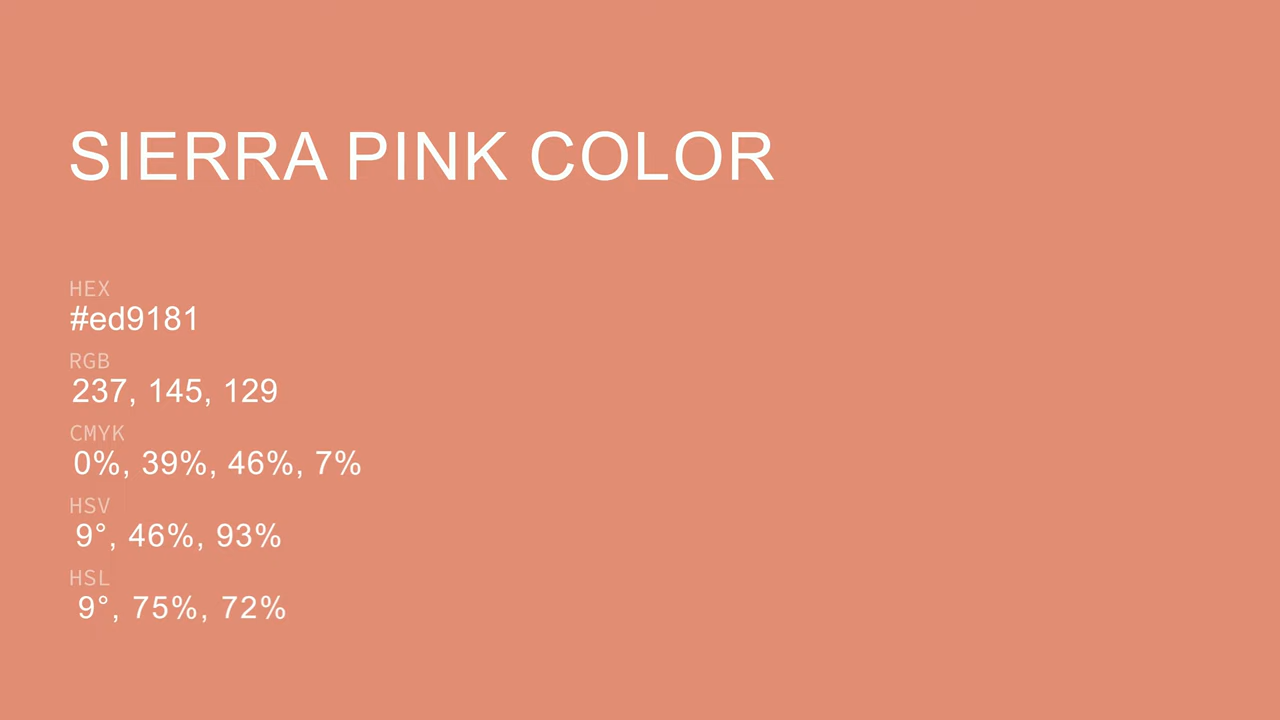 SIERRA PINK COLOR
HEX
#ed9181
RGB
237, 145, 129
CMYK
0%, 39%, 46%, 7%
HSV
9°, 46%, 93%
HSL
9°, 75%, 72%